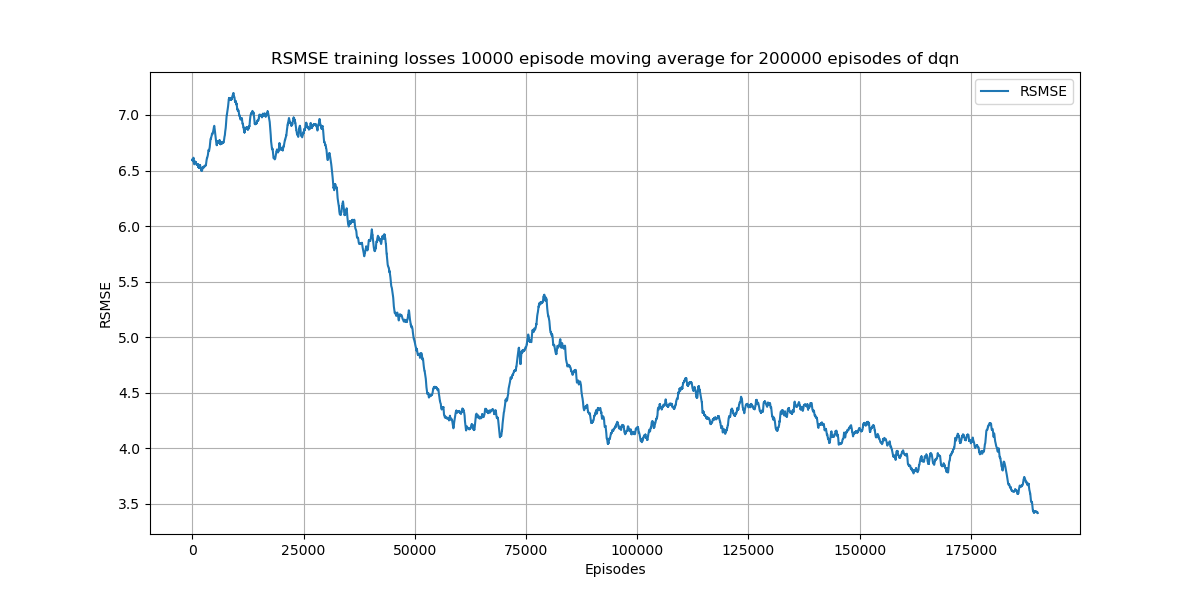 RSMSE training losses 10000 episode moving average for 200000 episodes of dqn
RSMSE
7.0
6.5
6.0
5.5
5.0
4.5
4.0
3.5
RSMSE
0 25000 50000 75000 100000 125000 150000 175000
Episodes